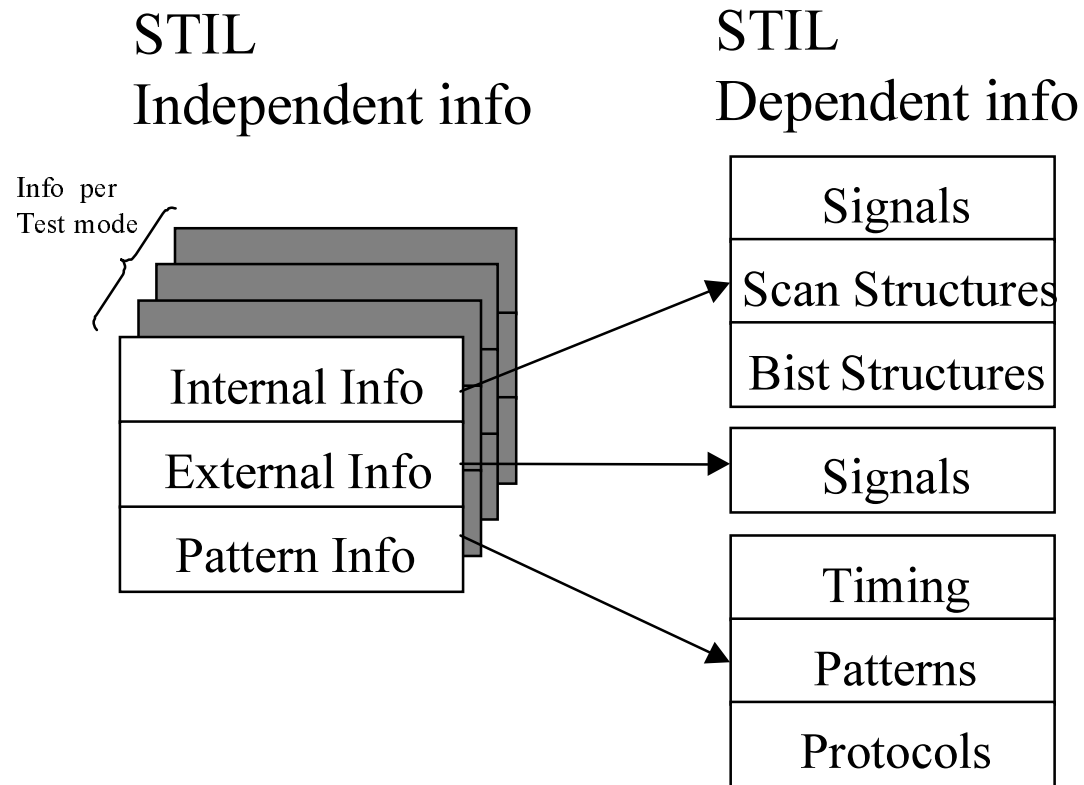 STIL
Independent info
STIL
Dependent info
Info per
Test mode
Internal Info
External Info
Pattern Info
Signals
Scan Structures
Bist Structures
Signals
Timing
Patterns
Protocols